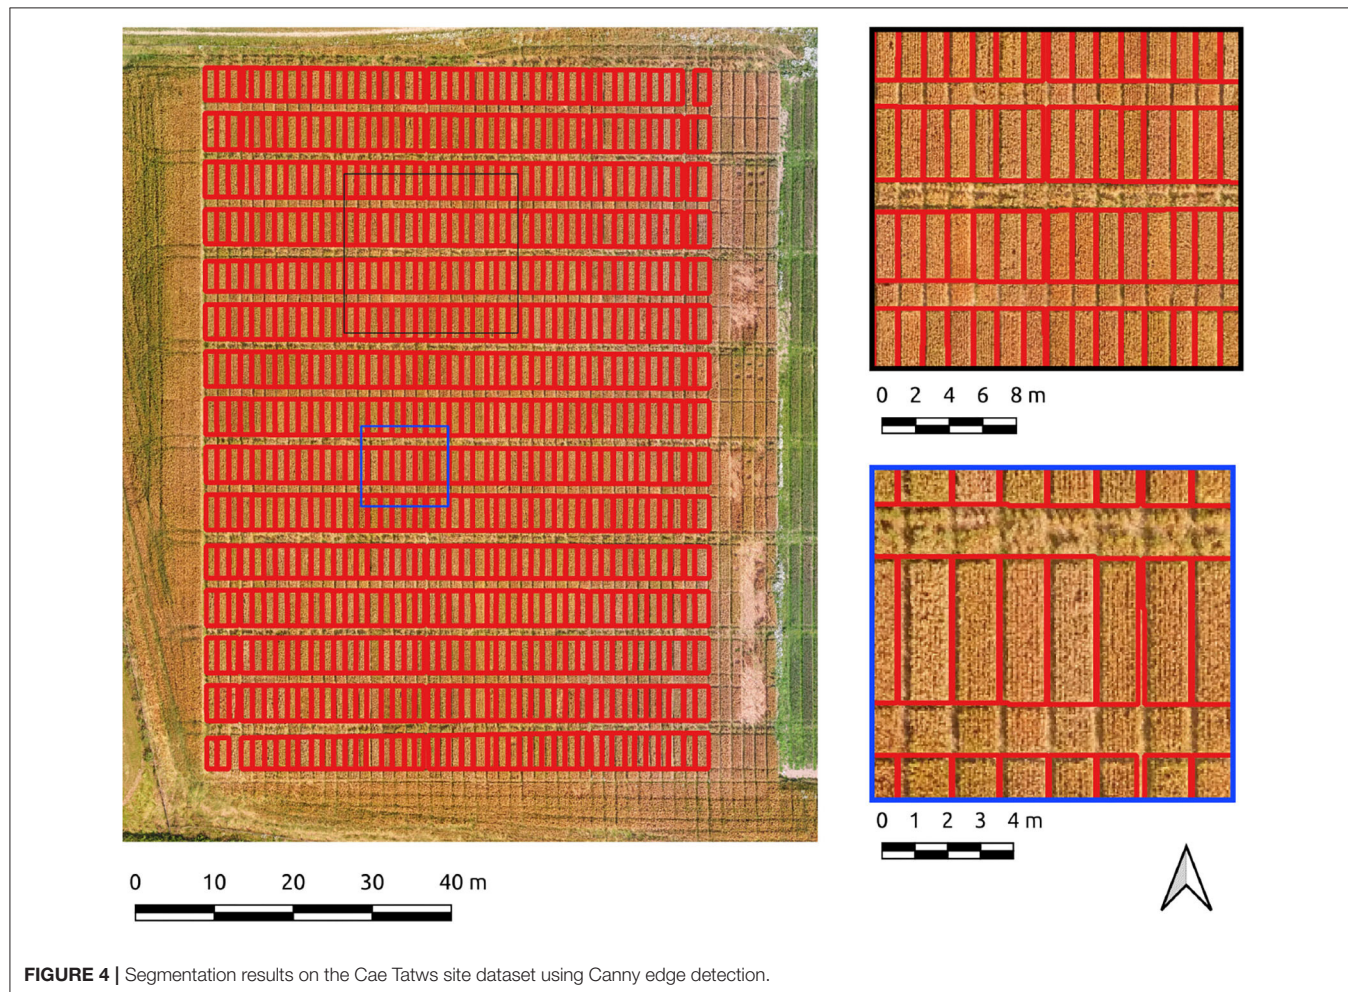 0 2 4 6 8 m
0 1 2 3 4 m
0 10 20 30 40 m
FIGURE 4 | Segmentation results on the Cae Tatws site dataset using Canny edge detection.